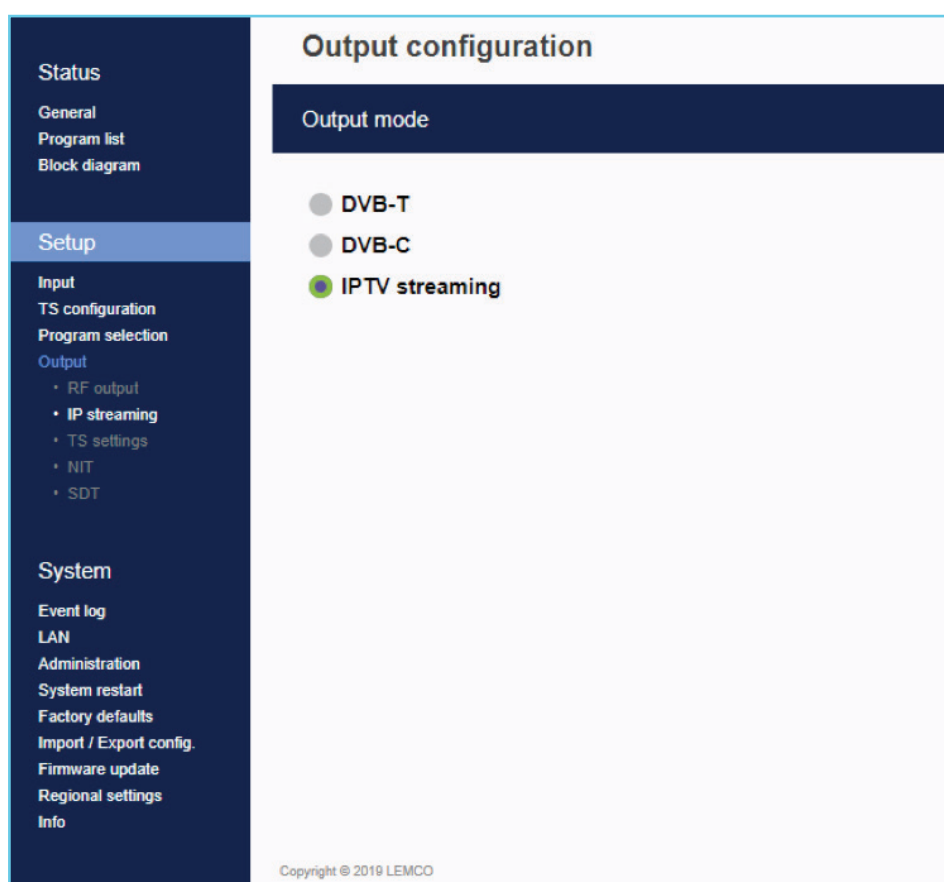 Status
General
Program list
Block diagram
Setup
Input
TS configuration
Program selection
Output
• RF output
• IP streaming
• TS settings
• NIT
• SDT
System
Event log
LAN
Administration
System restart
Factory defaults
Import / Export config.
Firmware update
Regional settings
Info
Output configuration
Output mode
DVB-T
DVB-C
IPTV streaming
Copyright © 2019 LEMCO